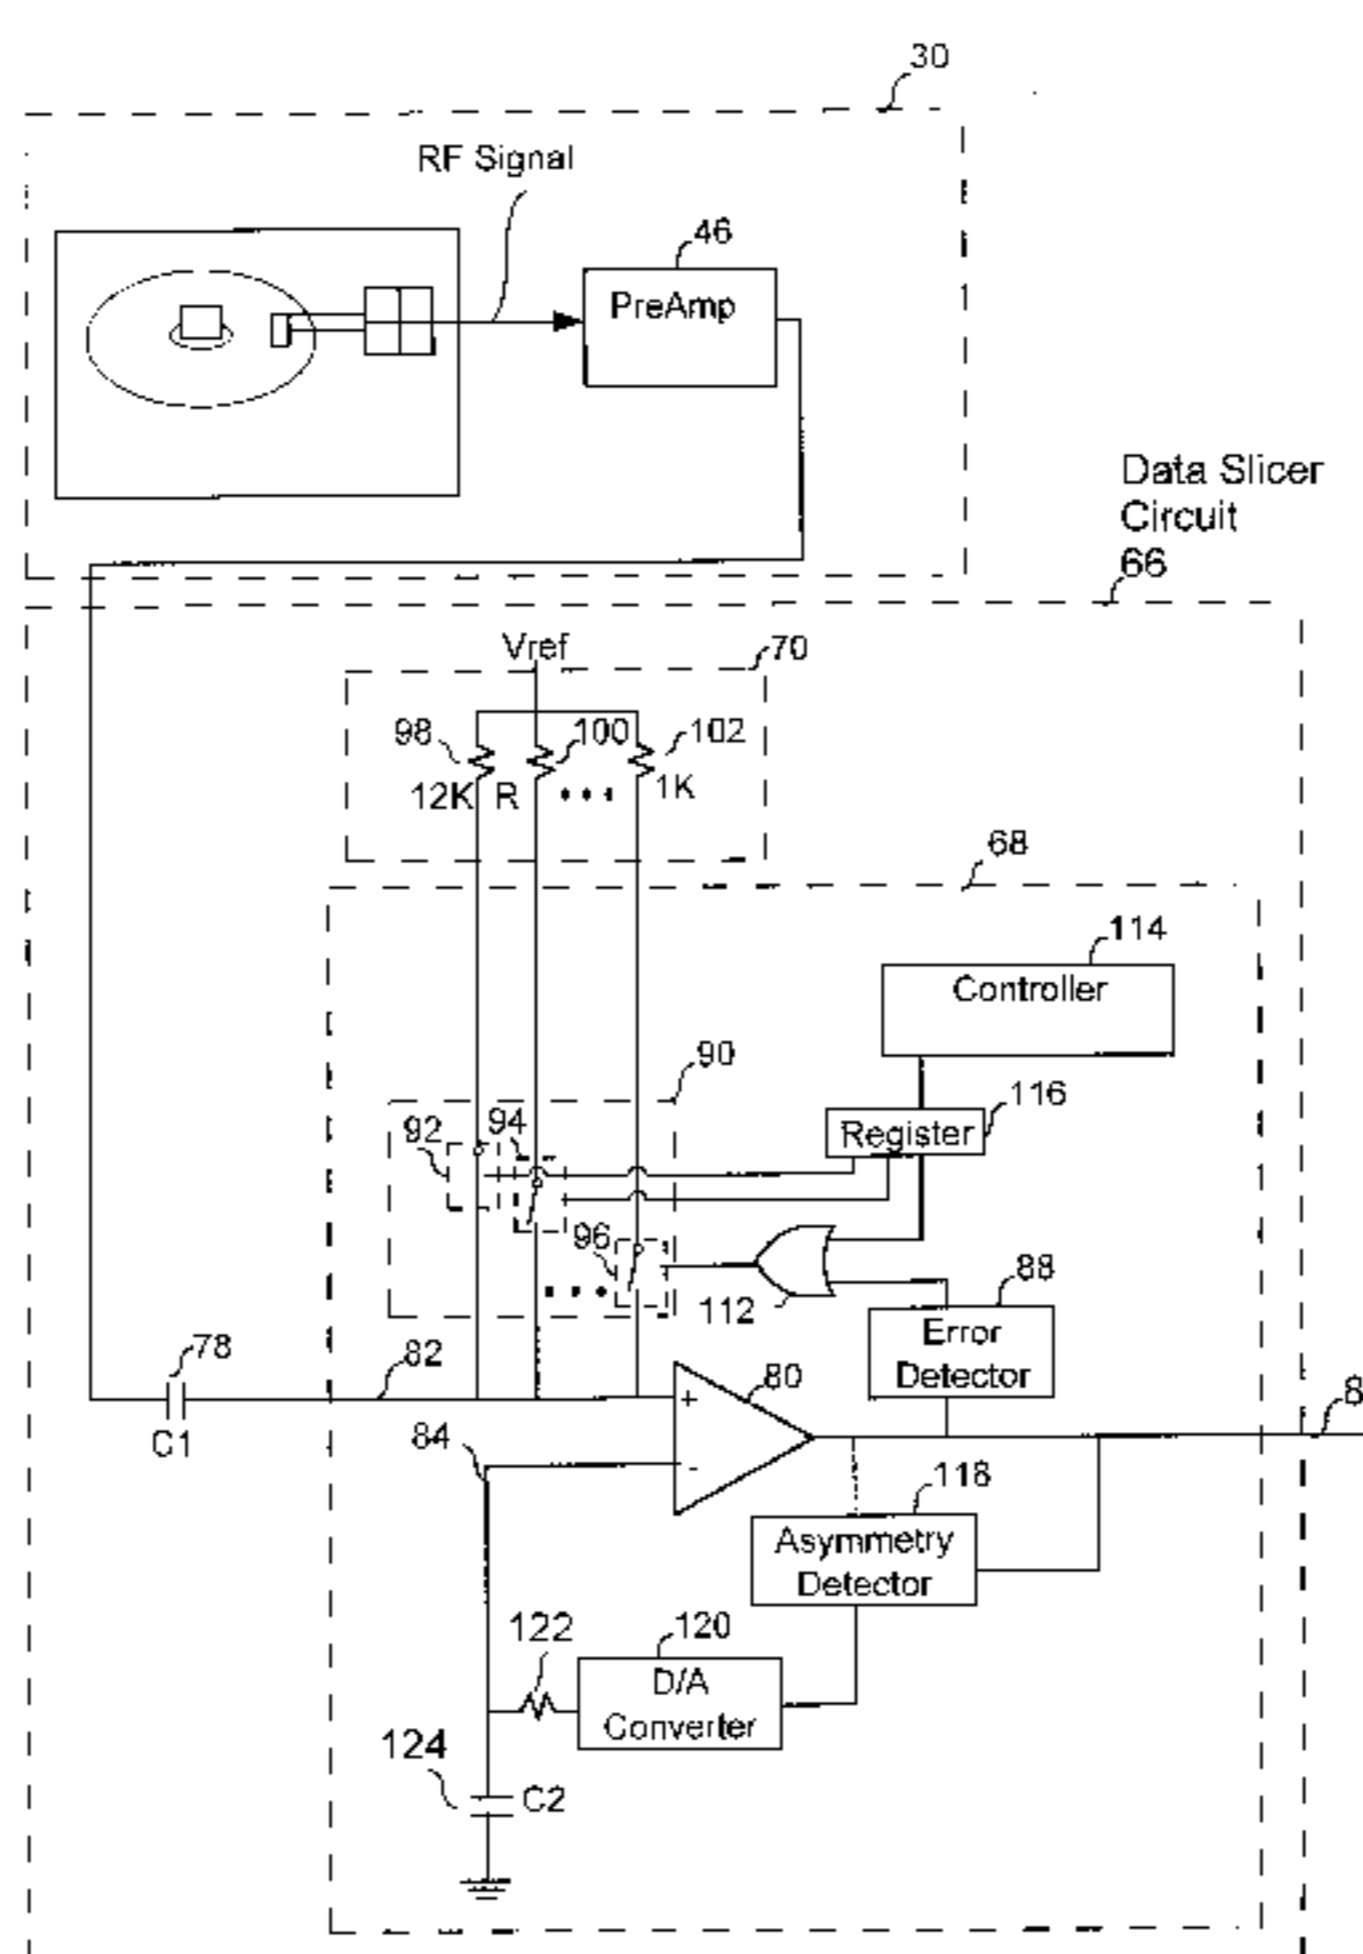 30
RF Signal
46
PreAmp
Data Slicer
Circuit
66
Vref
70
98
100
102
12K
R
1K
68
114
Controller
90
116
Register
92
94
96
112
88
Error
Detector
78
82
C1
80
+
84
-
8
118
Asymmetry
Detector
122
120
D/A
Converter
124
C2